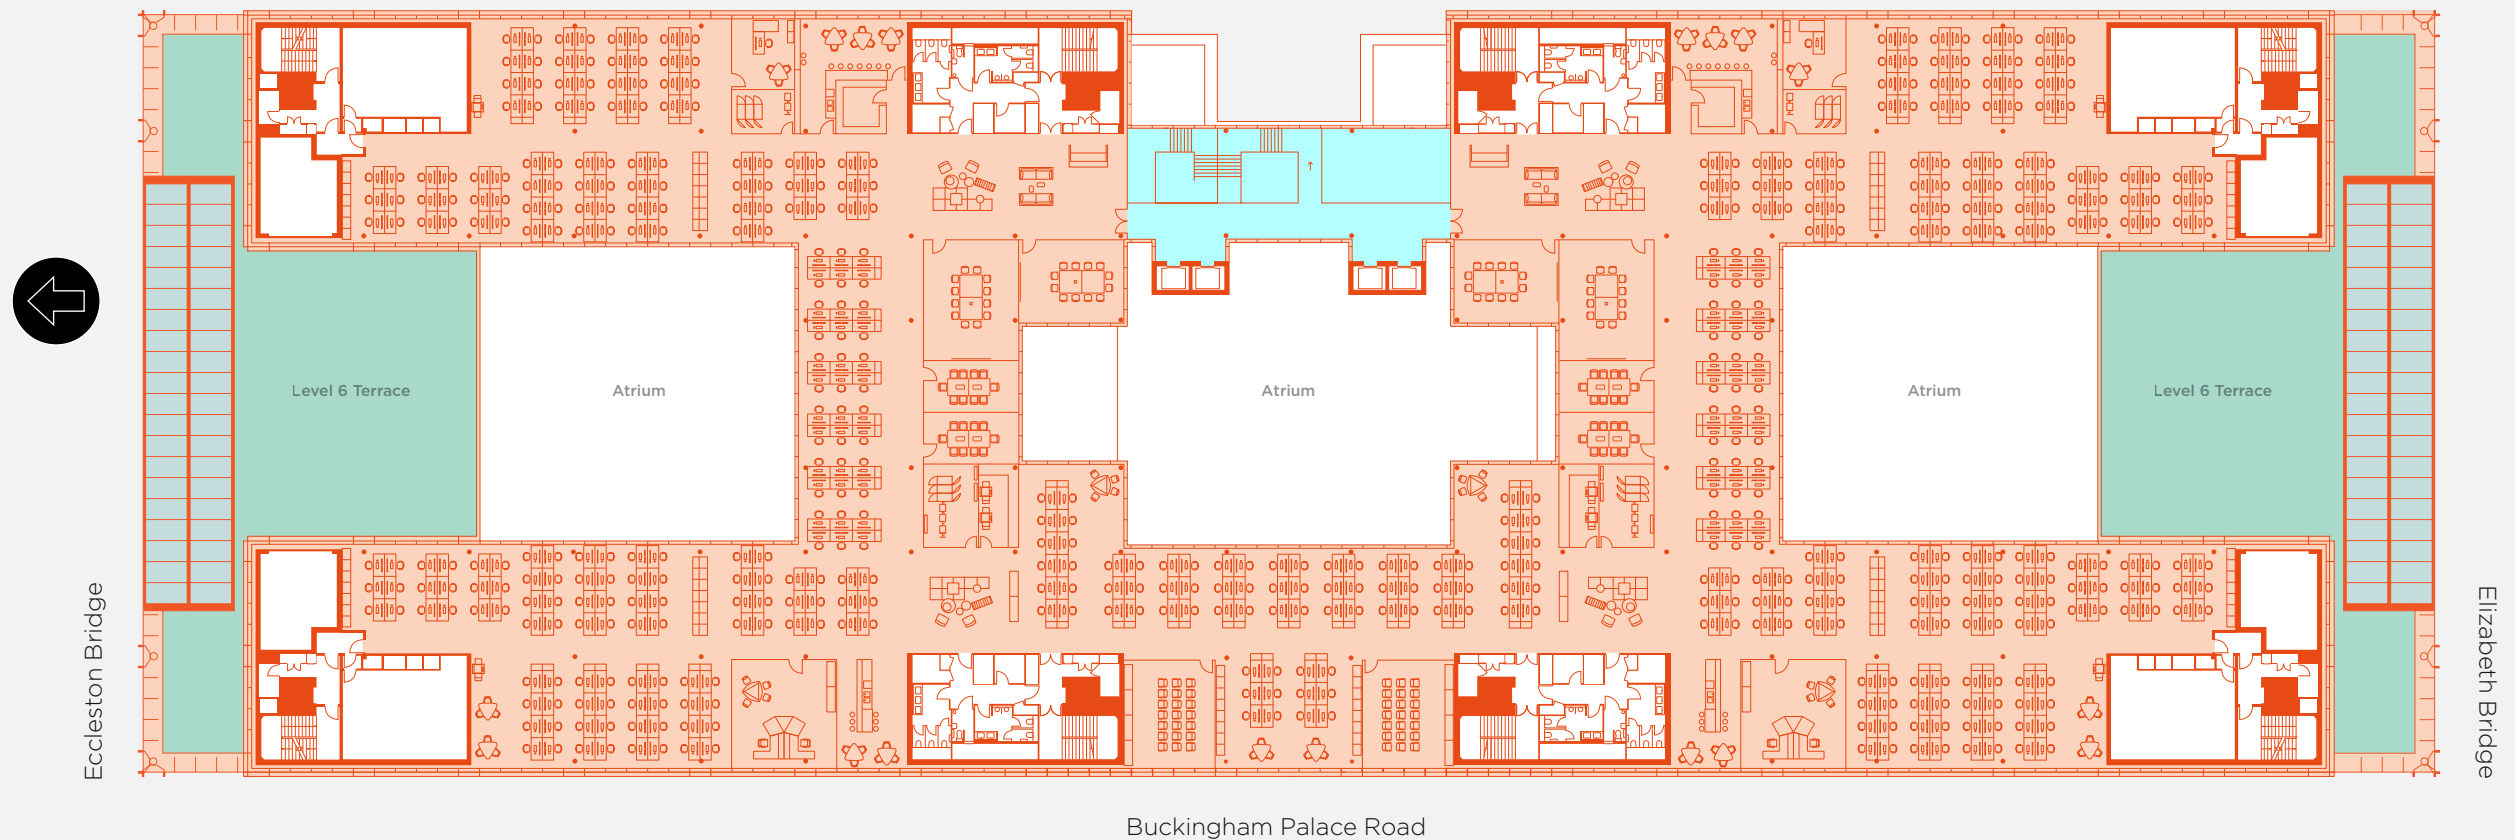 Level 6 Terrace
Atrium
Atrium
Atrium
Level 6 Terrace
Eccleston Bridge
Elizabeth Bridge
Buckingham Palace Road